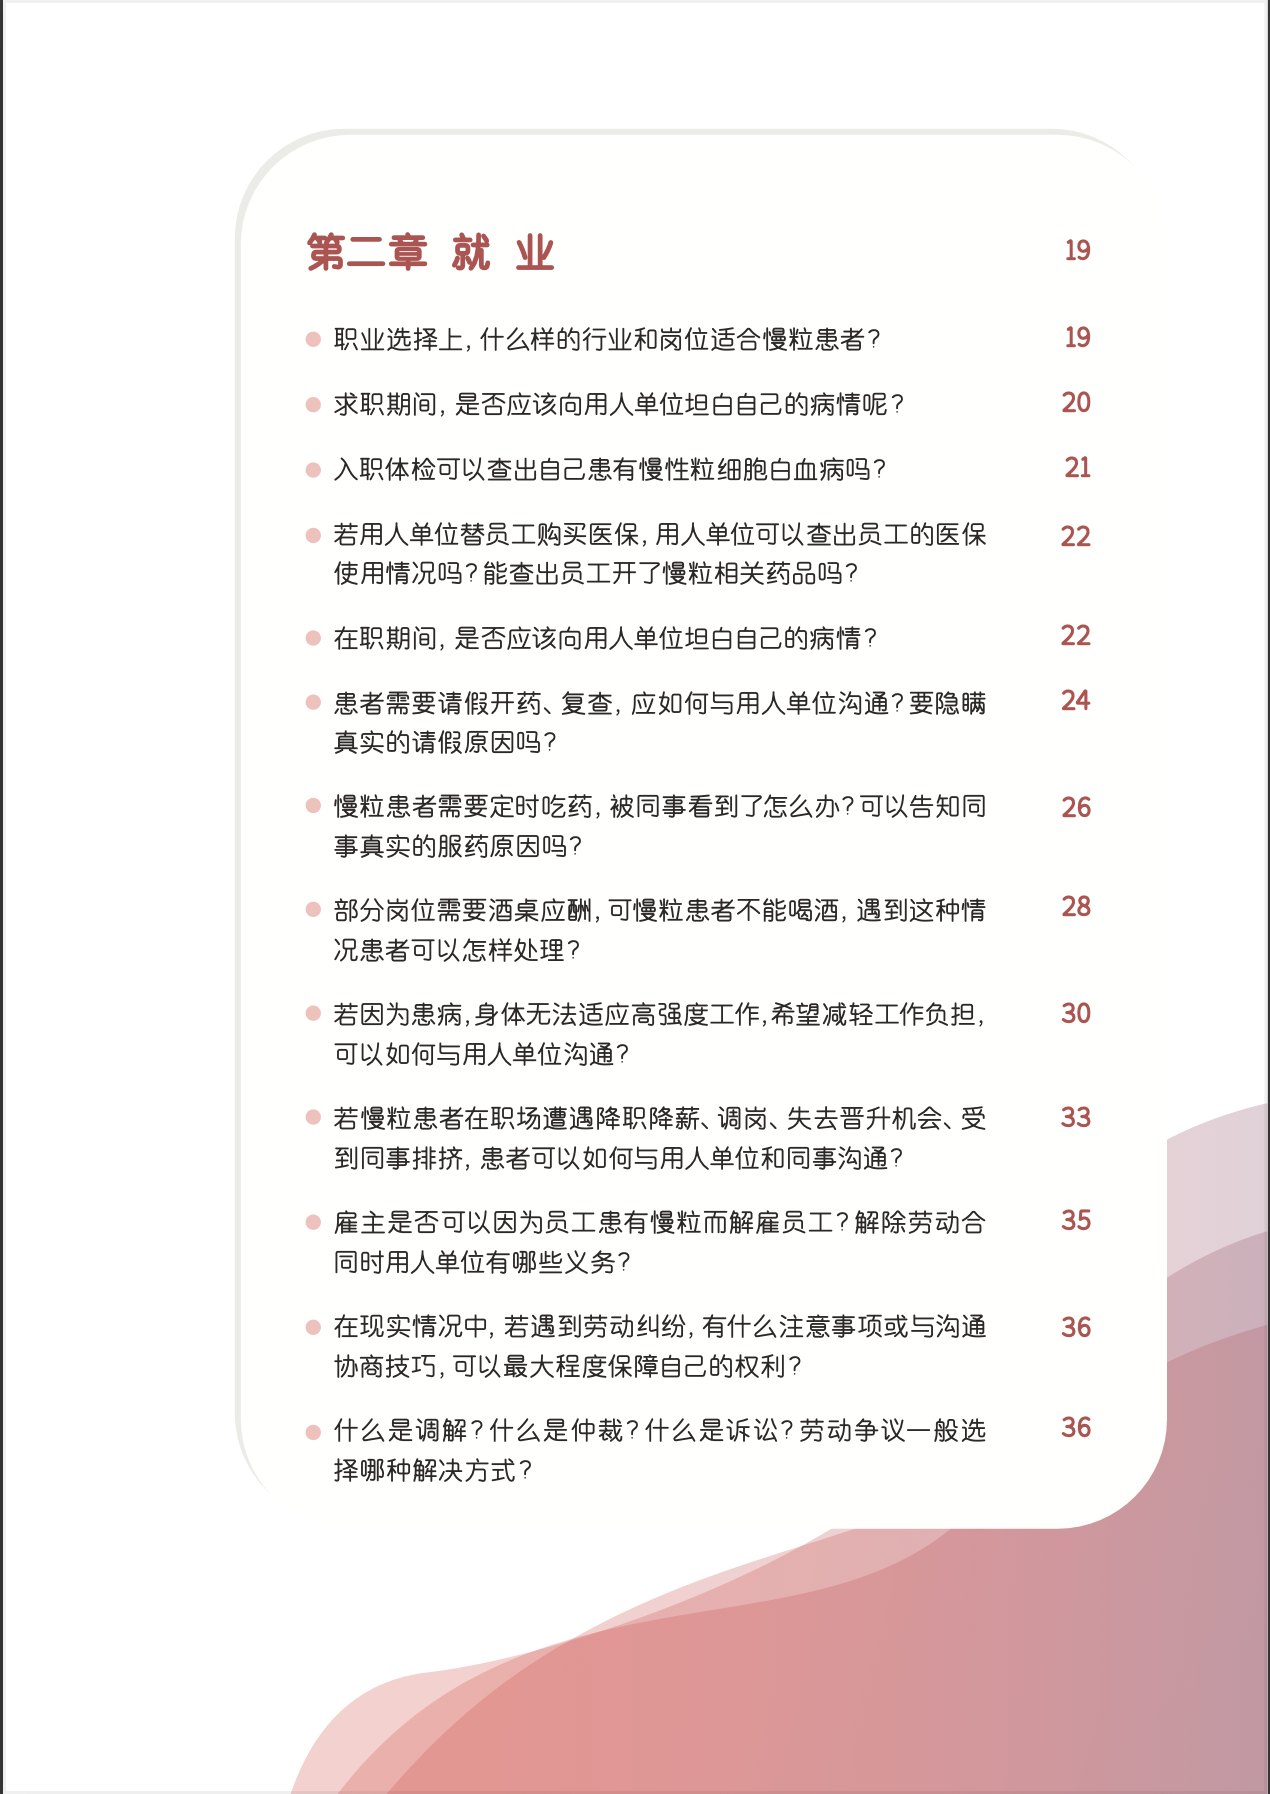 第二章 就 业 19
职业选择上,什么样的行业和岗位适合慢粒患者? 19
求职期间,是否应该向用人单位坦白自己的病情呢? 20
入职体检可以查出自己患有慢性粒细胞白血病吗? 21
若用人单位替员工购买医保,用人单位可以查出员工的医保 22
使用情况吗?能查出员工开了慢粒相关药品吗?
在职期间,是否应该向用人单位坦白自己的病情? 22
患者需要请假开药、复查,应如何与用人单位沟通?要隐瞒 24
真实的请假原因吗?
慢粒患者需要定时吃药,被同事看到了怎么办?可以告知同 26
事真实的服药原因吗?
部分岗位需要酒桌应酬,可慢粒患者不能喝酒,遇到这种情 28
况患者可以怎样处理?
若因为患病,身体无法适应高强度工作,希望减轻工作负担, 30
可以如何与用人单位沟通?
若慢粒患者在职场遭遇降职降薪、调岗、失去晋升机会、受 33
到同事排挤,患者可以如何与用人单位和同事沟通?
雇主是否可以因为员工患有慢粒而解雇员工?解除劳动合 35
同时用人单位有哪些义务?
在现实情况中,若遇到劳动纠纷,有什么注意事项或与沟通 36
协商技巧,可以最大程度保障自己的权利?
什么是调解?什么是仲裁?什么是诉讼?劳动争议一般选 36
择哪种解决方式?